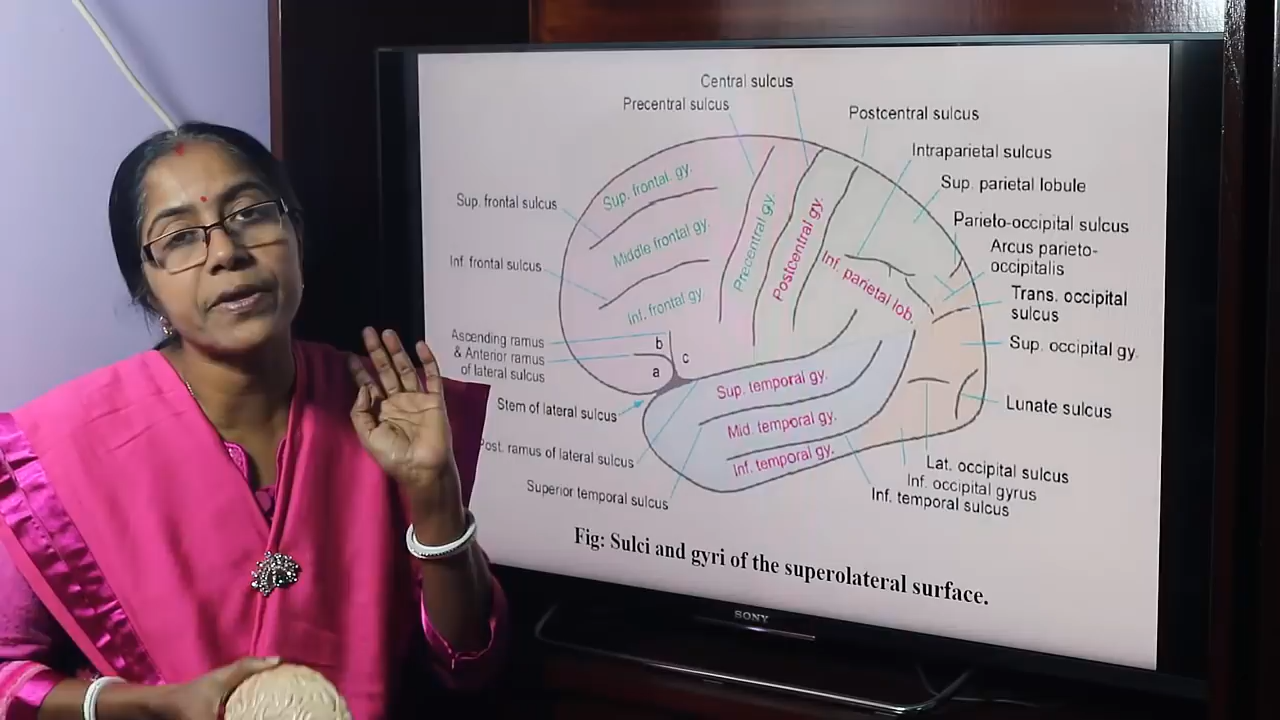 Central sulcus
Precentral sulcus
Postcentral sulcus
Intraparietal sulcus
Sup. parietal lobule
Parieto-occipital sulcus
Arcus parieto-
occipitalis
Trans. occipital
sulcus
Sup. occipital gy.
Lunate sulcus
Lat. occipital sulcus
Inf. occipital gyrus
Inf. temporal sulcus
Sup. frontal sulcus
Inf. frontal sulcus
Ascending ramus
& Anterior ramus
of lateral sulcus
Stem of lateral sulcus
Post. ramus of lateral sulcus
Superior temporal sulcus
Sup. frontal. gy.
Middle frontal gy.
Inf. frontal gy
Precentral gy.
Postcentral gy.
Inf. parietal lob.
b
c
a
Sup. temporal gy.
Mid. temporal gy.
Inf. temporal gy.
Fig: Sulci and gyri of the superolateral surface.
SONY